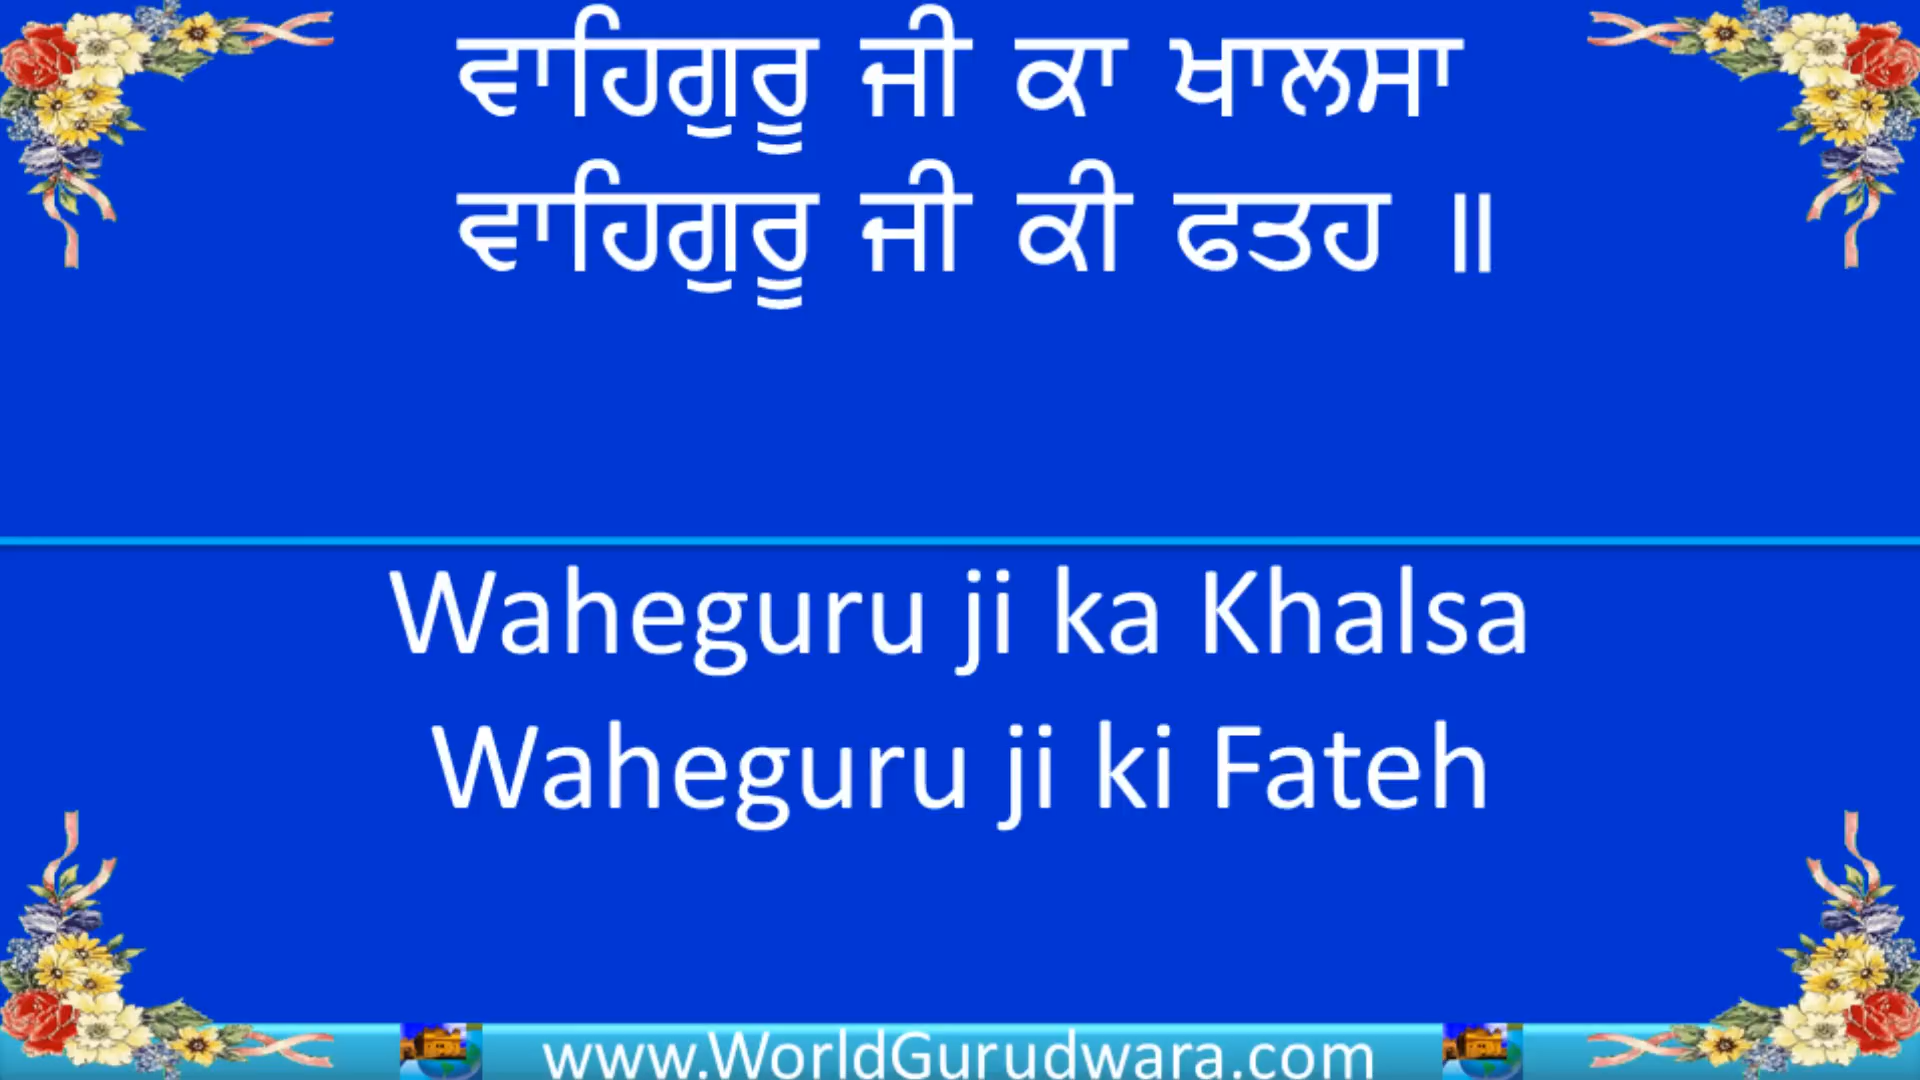 ਵਾਹਿਗੁਰੂ ਜੀ ਕਾ ਖਾਲਸਾ
ਵਾਹਿਗੁਰੂ ਜੀ ਕੀ ਫਤਹ ॥
Waheguru ji ka Khalsa
Waheguru ji ki Fateh
www.WorldGurudwara.com